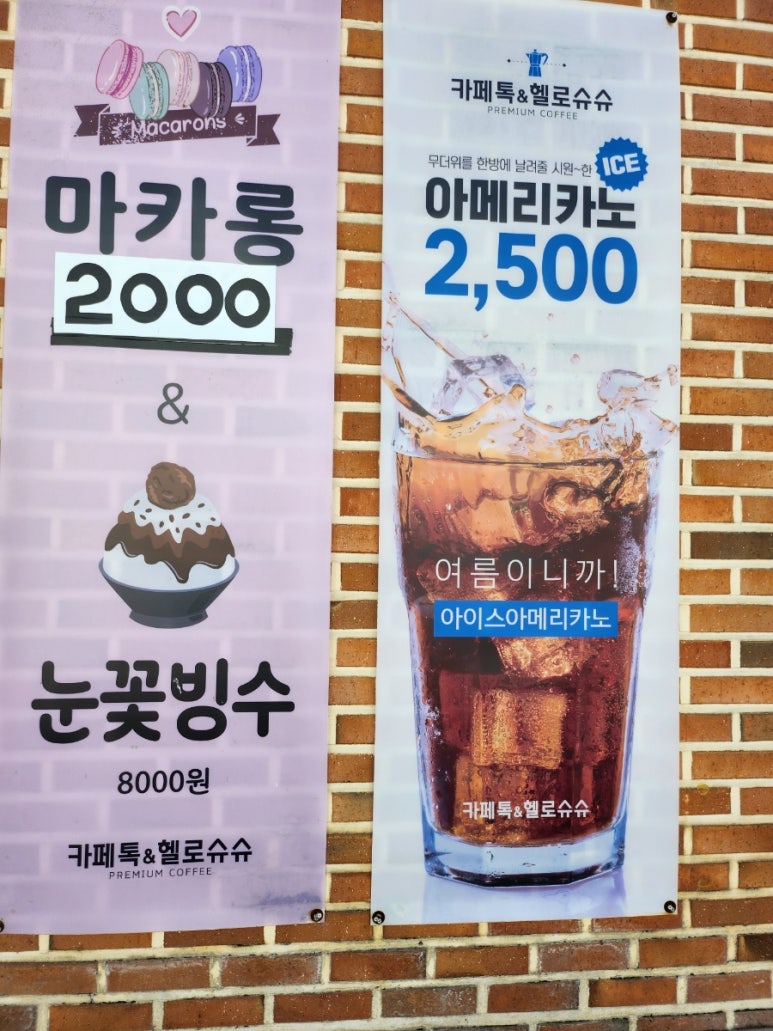 Macarons
마카롱
2000
&
눈꽃빙수
8000원
카페톡&헬로슈슈
PREMIUM COFFEE
카페톡&헬로슈슈
PREMIUM COFFEE
무더위를 한방에 날려줄 시원~한
ICE
아메리카노
2,500
여름이니까!
아이스아메리카노
카페톡&헬로슈슈